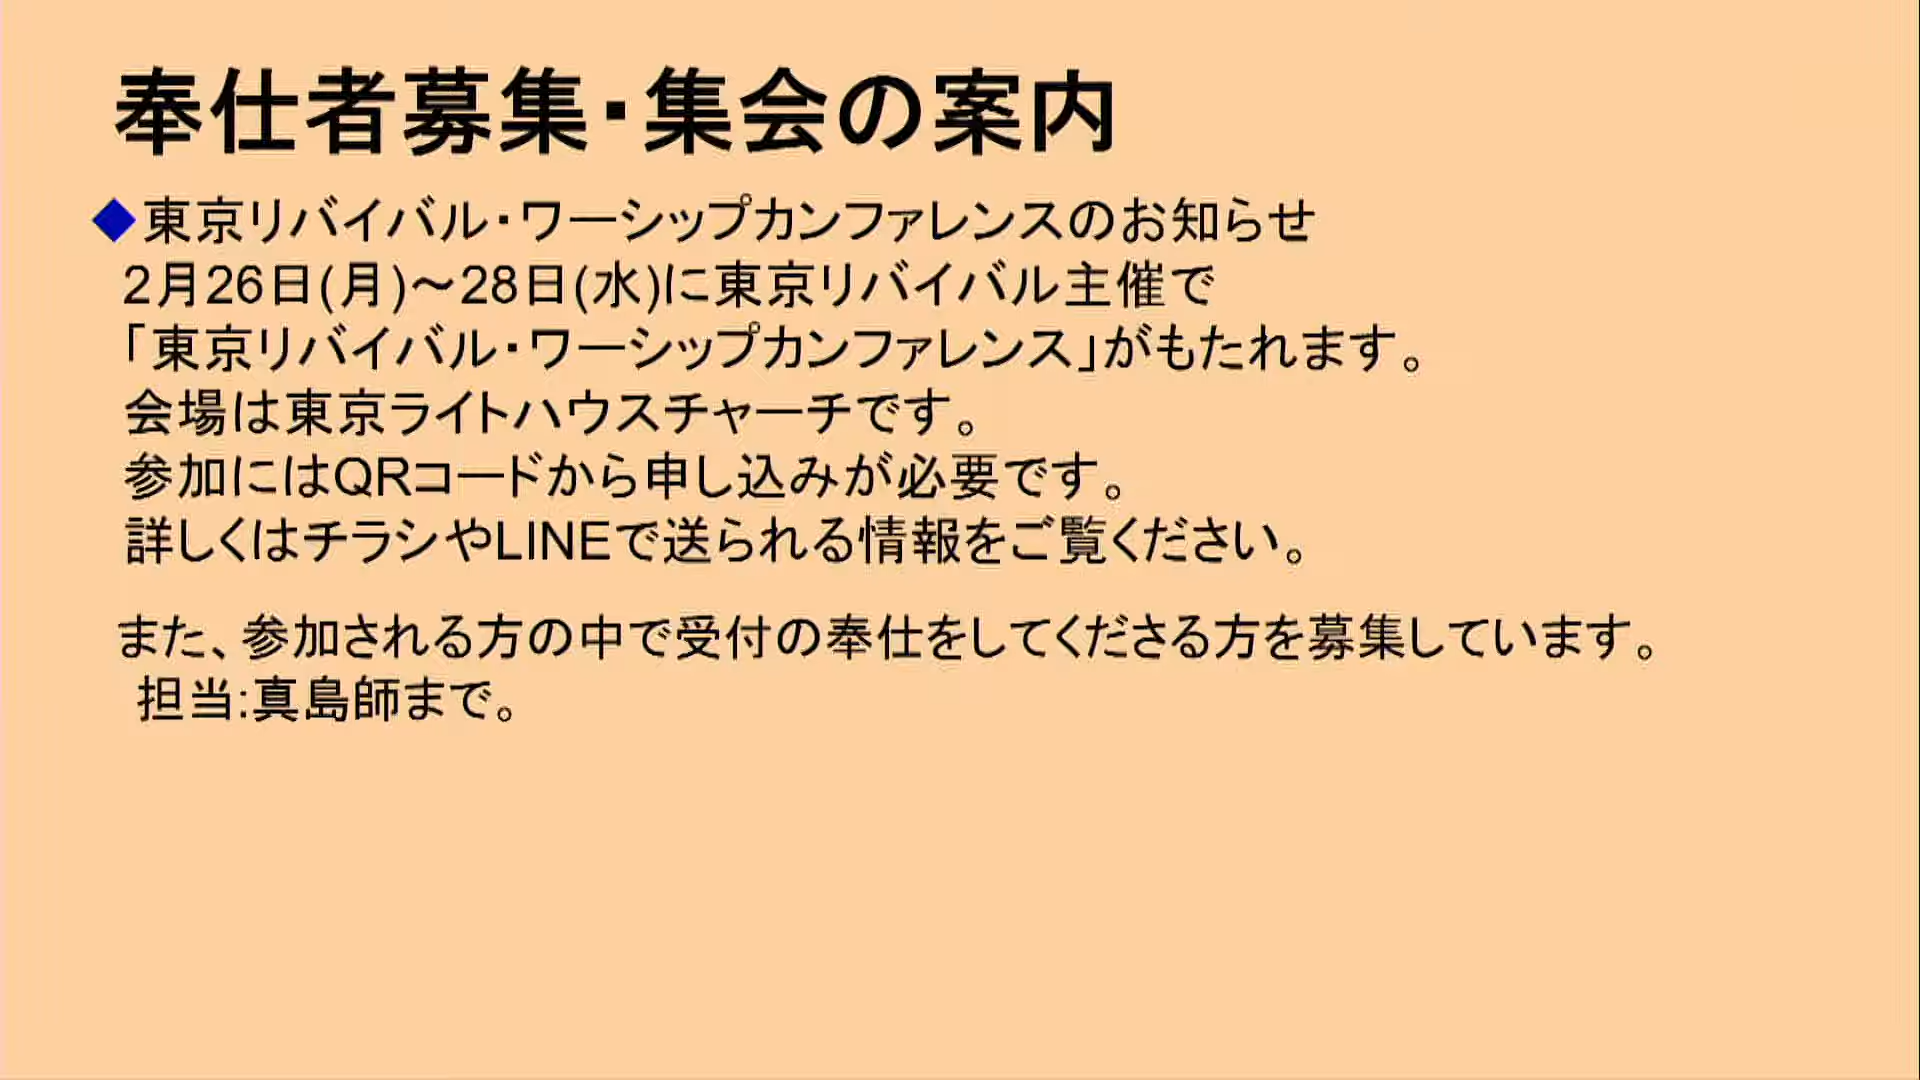 奉仕者募集・集会の案内
◆東京リバイバル・ワーシップカンファレンスのお知らせ
2月26日(月)～28日(水)に東京リバイバル主催で
「東京リバイバル・ワーシップカンファレンス」がもたれます。
会場は東京ライトハウスチャーチです。
参加にはQRコードから申し込みが必要です。
詳しくはチラシやLINEで送られる情報をご覧ください。
また、参加される方の中で受付の奉仕をしてくださる方を募集しています。
担当:真島師まで。